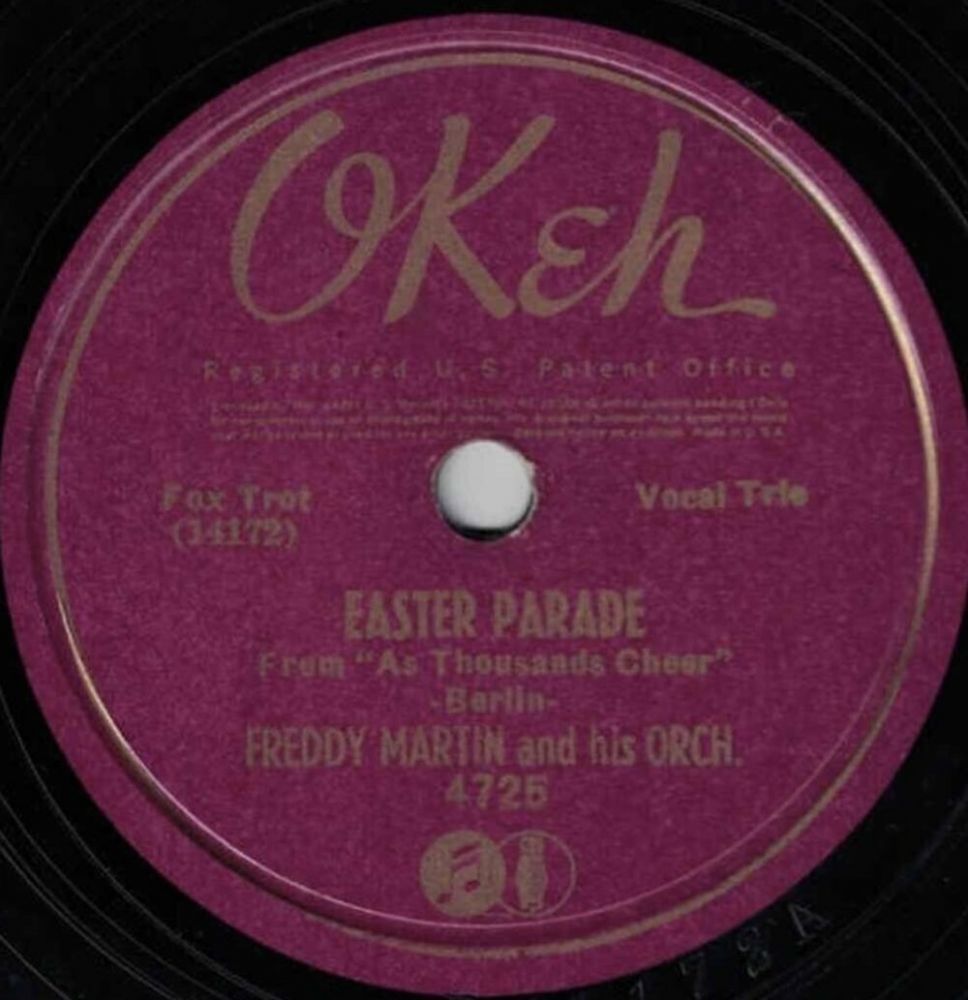 OKeh
Registered U.S. Patent Office
Fox Trot
(14172)
Vocal Trio
EASTER PARADE
From "As Thousands Cheer"
-Berlin-
FREDDY MARTIN and his ORCH.
4725